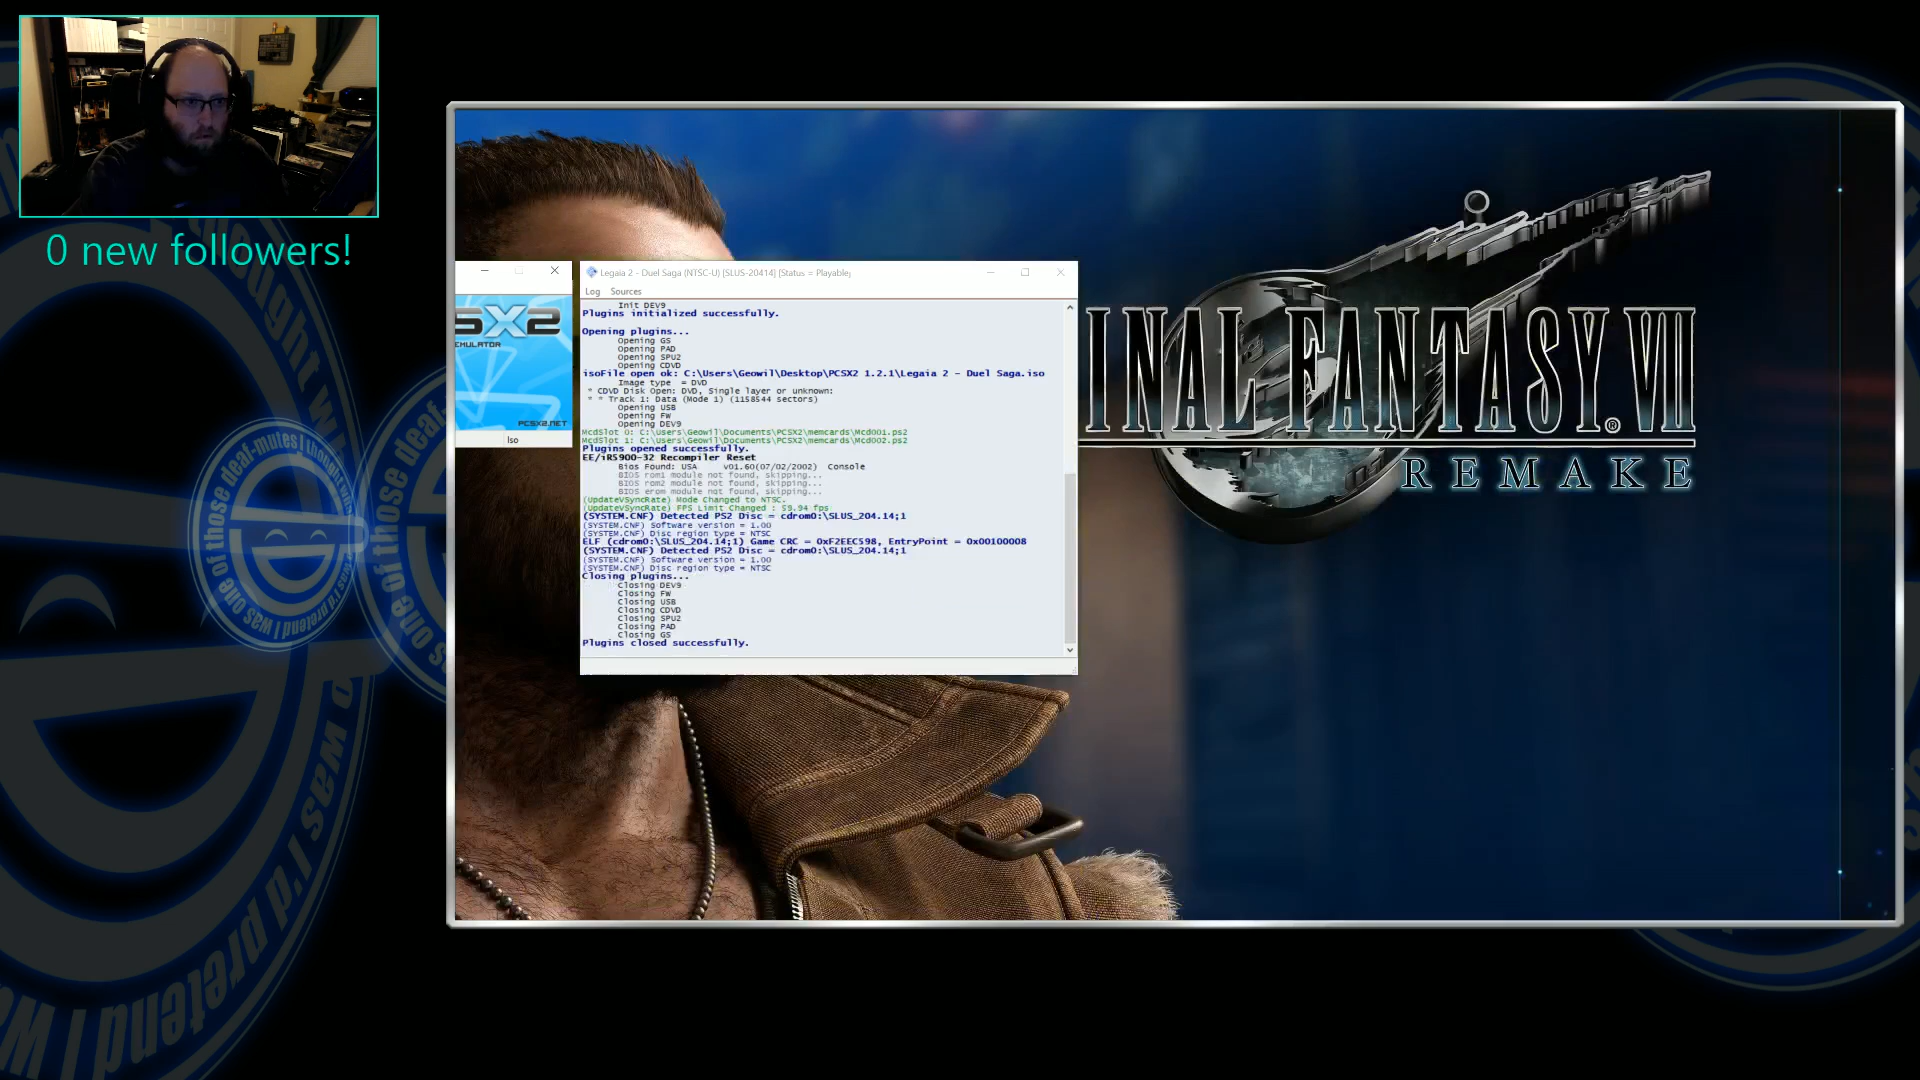 0 new followers!
SX2
EMULATOR
PCSX2.NET
Iso
Legaia 2 - Duel Saga (NTSC-U) [SLUS-20414] [Status = Playable]
Log Sources
Init DEV9
Plugins initialized successfully.
Opening plugins...
Opening GS
Opening PAD
Opening SPU2
Opening CDVD
isoFile open ok: C:\Users\Geowil\Desktop\PCSX2 1.2.1\Legaia 2 - Duel Saga.iso
Image type = DVD
* CDVD Disk Open: DVD, Single layer or unknown:
* * Track 1: Data (Mode 1) (1158544 sectors)
Opening USB
Opening FW
Opening DEV9
McdSlot 0: C:\Users\Geowil\Documents\PCSX2\memcards\Mcd001.ps2
McdSlot 1: C:\Users\Geowil\Documents\PCSX2\memcards\Mcd002.ps2
Plugins opened successfully.
EE/iR5900-32 Recompiler Reset
Bios Found: USA v01.60(07/02/2002) Console
BIOS rom1 module not found, skipping...
BIOS rom2 module not found, skipping...
BIOS erom module not found, skipping...
(UpdateVSyncRate) Mode Changed to NTSC.
(UpdateVSyncRate) FPS Limit Changed : 59.94 fps
(SYSTEM.CNF) Detected PS2 Disc = cdrom0:\SLUS_204.14;1
(SYSTEM.CNF) Software version = 1.00
(SYSTEM.CNF) Disc region type = NTSC
ELF (cdrom0:\SLUS_204.14;1) Game CRC = 0xF2EEC598, EntryPoint = 0x00100008
(SYSTEM.CNF) Detected PS2 Disc = cdrom0:\SLUS_204.14;1
(SYSTEM.CNF) Software version = 1.00
(SYSTEM.CNF) Disc region type = NTSC
Closing plugins...
Closing DEV9
Closing FW
Closing USB
Closing CDVD
Closing SPU2
Closing PAD
Closing GS
Plugins closed successfully.
INAL FANTASY® VII
REMAKE
I thought what I'd pretend I was one of those deaf-mutes